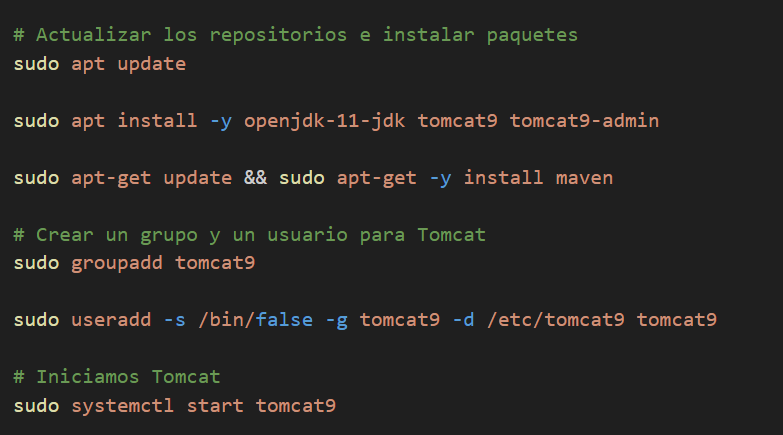 # Actualizar los repositorios e instalar paquetes
sudo apt update
sudo apt install -y openjdk-11-jdk tomcat9 tomcat9-admin
sudo apt-get update && sudo apt-get -y install maven
# Crear un grupo y un usuario para Tomcat
sudo groupadd tomcat9
sudo useradd -s /bin/false -g tomcat9 -d /etc/tomcat9 tomcat9
# Iniciamos Tomcat
sudo systemctl start tomcat9